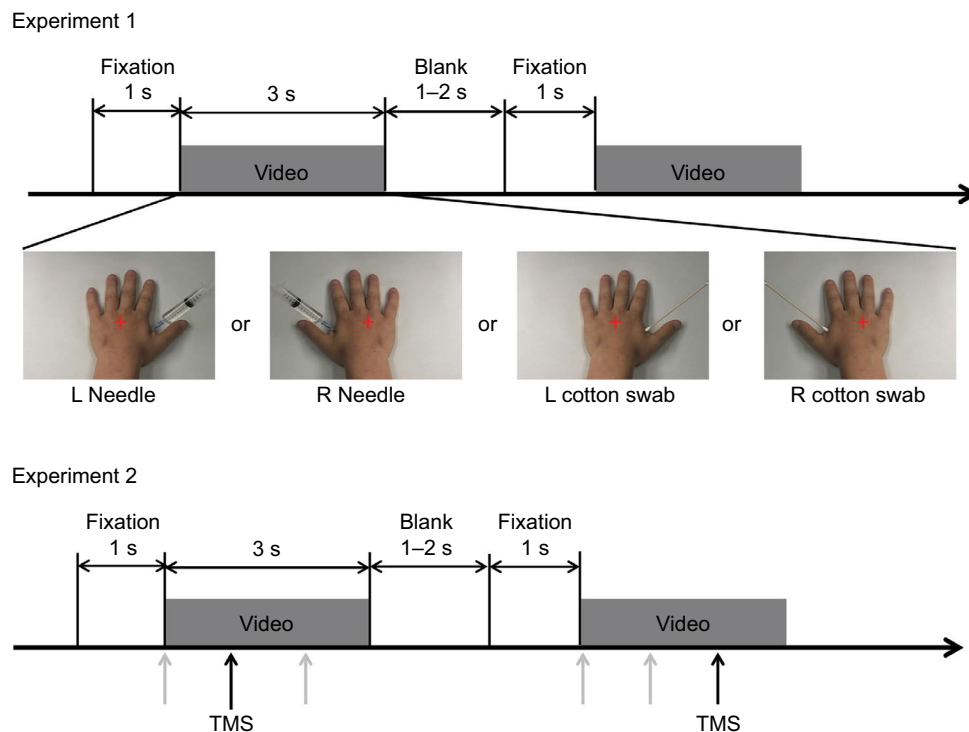 Experiment 1
Fixation
1 s
3 s
Blank
1–2 s
Fixation
1 s
Video
Video
or
or
or
L Needle
R Needle
L cotton swab
R cotton swab
Experiment 2
Fixation
1 s
3 s
Blank
1–2 s
Fixation
1 s
Video
Video
TMS
TMS